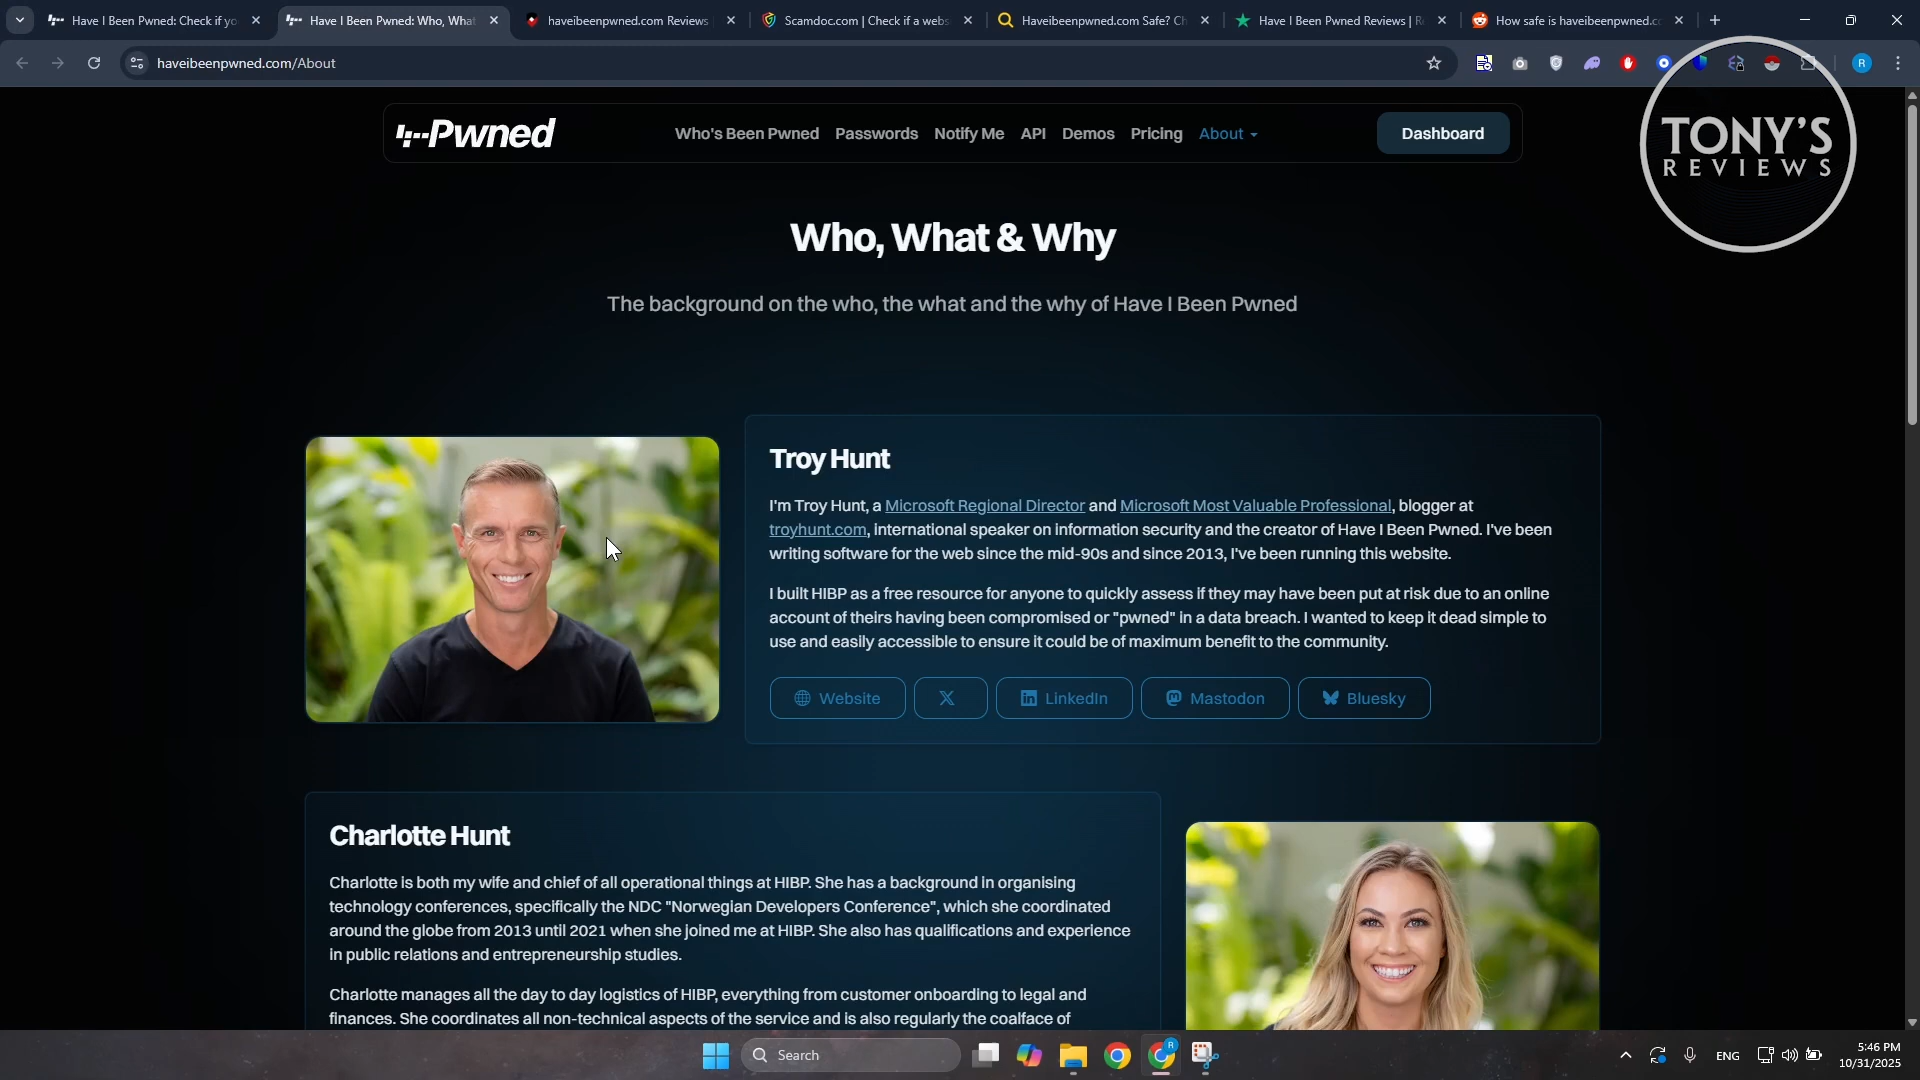 Have I Been Pwned: Check if yo
Have I Been Pwned: Who, What
haveibeenpwned.com Reviews
Scamdoc.com | Check if a webs
Haveibeenpwned.com Safe? Ch
Have I Been Pwned Reviews | R
How safe is haveibeenpwned.co
haveibeenpwned.com/About
R
TONY'S
REVIEWS
Pwned
Who's Been Pwned
Passwords
Notify Me
API
Demos
Pricing
About
Dashboard
Who, What & Why
The background on the who, the what and the why of Have I Been Pwned
Troy Hunt
I'm Troy Hunt, a Microsoft Regional Director and Microsoft Most Valuable Professional, blogger at
troyhunt.com, international speaker on information security and the creator of Have I Been Pwned. I've been
writing software for the web since the mid-90s and since 2013, I've been running this website.
I built HIBP as a free resource for anyone to quickly assess if they may have been put at risk due to an online
account of theirs having been compromised or "pwned" in a data breach. I wanted to keep it dead simple to
use and easily accessible to ensure it could be of maximum benefit to the community.
Website
X
LinkedIn
Mastodon
Bluesky
Charlotte Hunt
Charlotte is both my wife and chief of all operational things at HIBP. She has a background in organising
technology conferences, specifically the NDC "Norwegian Developers Conference", which she coordinated
around the globe from 2013 until 2021 when she joined me at HIBP. She also has qualifications and experience
in public relations and entrepreneurship studies.
Charlotte manages all the day to day logistics of HIBP, everything from customer onboarding to legal and
finances. She coordinates all non-technical aspects of the service and is also regularly the coalface of
Search
R
ENG
5:46 PM
10/31/2025